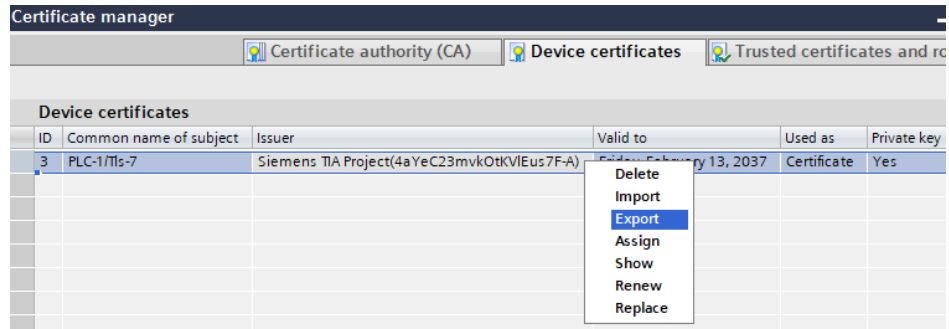 Certificate manager
Certificate authority (CA) Device certificates Trusted certificates and ro
Device certificates
ID Common name of subject Issuer Valid to Used as Private key
3 PLC-1/Tls-7 Siemens TIA Project(4aYeC23mvkOtKVlEus7F-A) Friday, February 13, 2037 Certificate Yes
Delete
Import
Export
Assign
Show
Renew
Replace